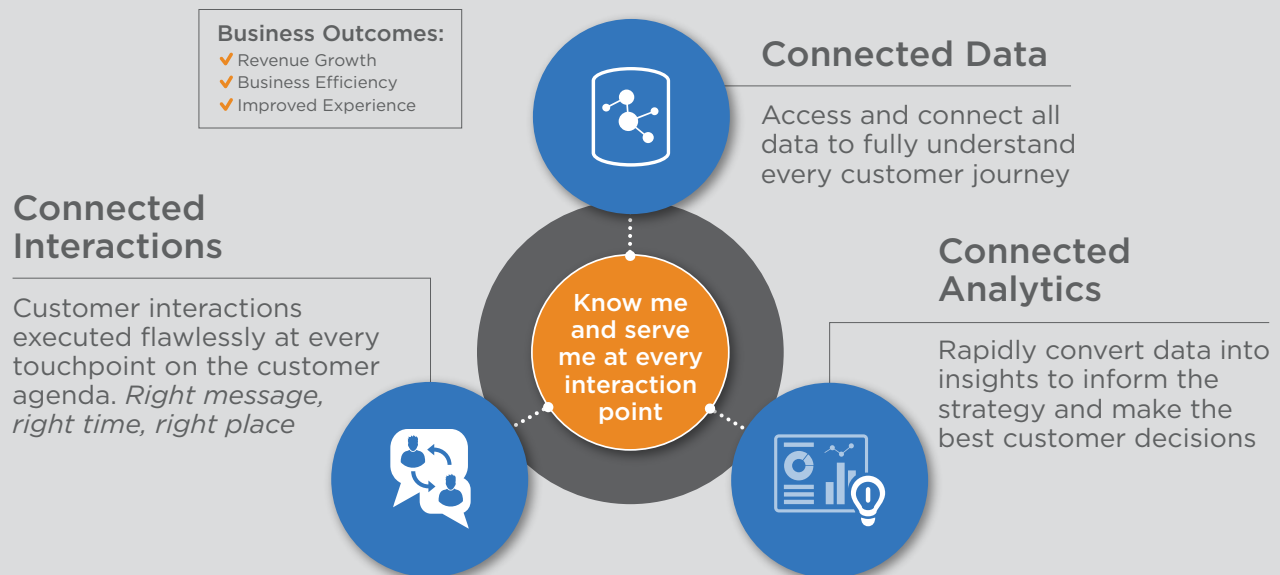 Business Outcomes:
Revenue Growth
Business Efficiency
Improved Experience
Connected Data
Access and connect all
data to fully understand
every customer journey
Connected
Interactions
Customer interactions
executed flawlessly at every
touchpoint on the customer
agenda. Right message,
right time, right place
Know me
and serve
me at every
interaction
point
Connected
Analytics
Rapidly convert data into
insights to inform the
strategy and make the
best customer decisions